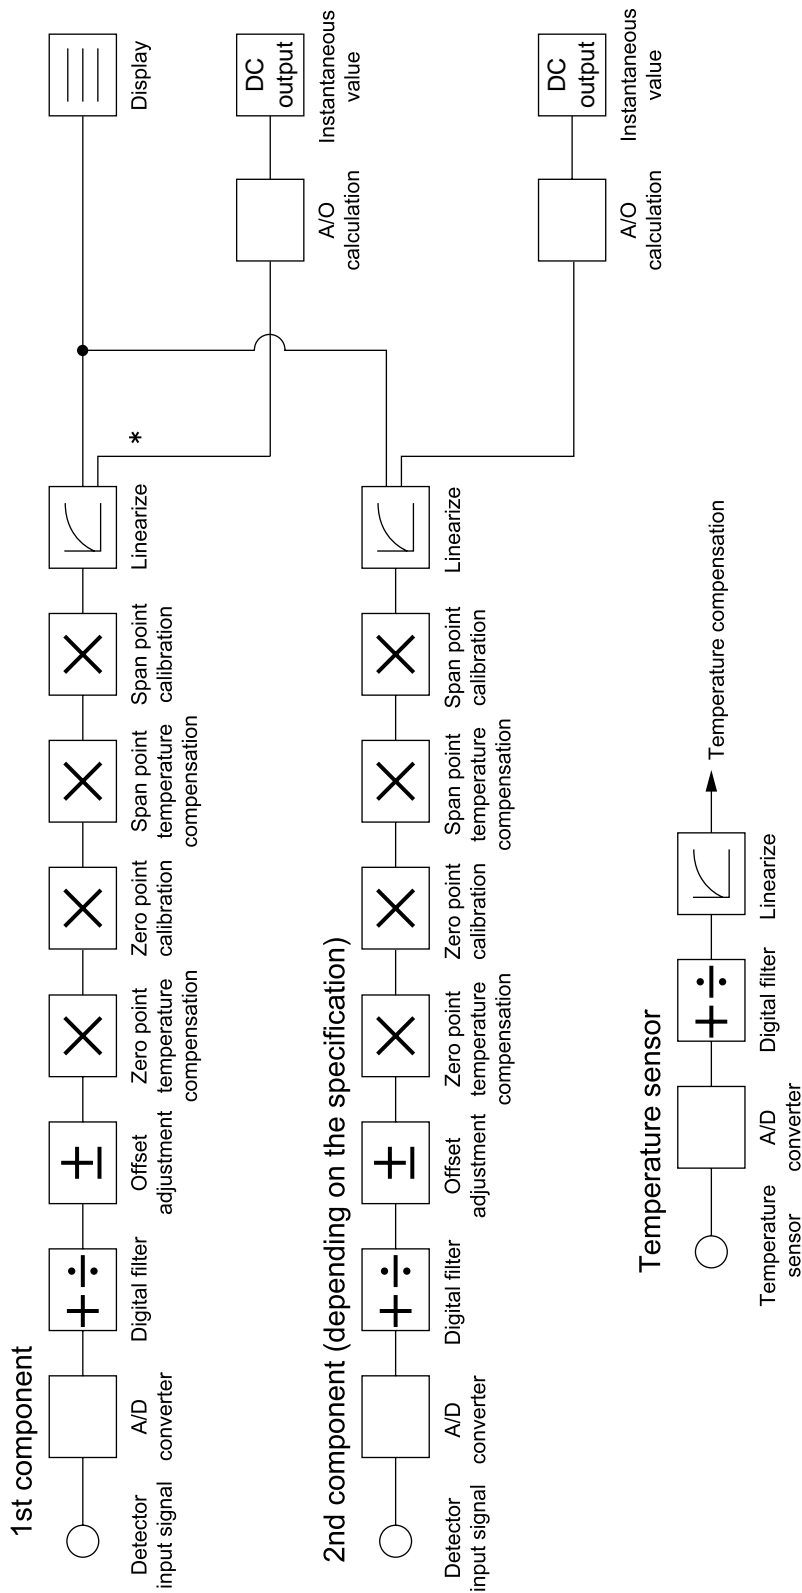 1st component
Detector
input signal
A/D
converter
Digital filter
Offset
adjustment
Zero point
temperature
compensation
Zero point
calibration
Span point
temperature
compensation
Span point
calibration
Linearize
*
Display
A/O
calculation
DC
output
Instantaneous
value
2nd component (depending on the specification)
Detector
input signal
A/D
converter
Digital filter
Offset
adjustment
Zero point
temperature
compensation
Zero point
calibration
Span point
temperature
compensation
Span point
calibration
Linearize
A/O
calculation
DC
output
Instantaneous
value
Temperature sensor
Temperature
sensor
A/D
converter
Digital filter
Linearize
Temperature compensation